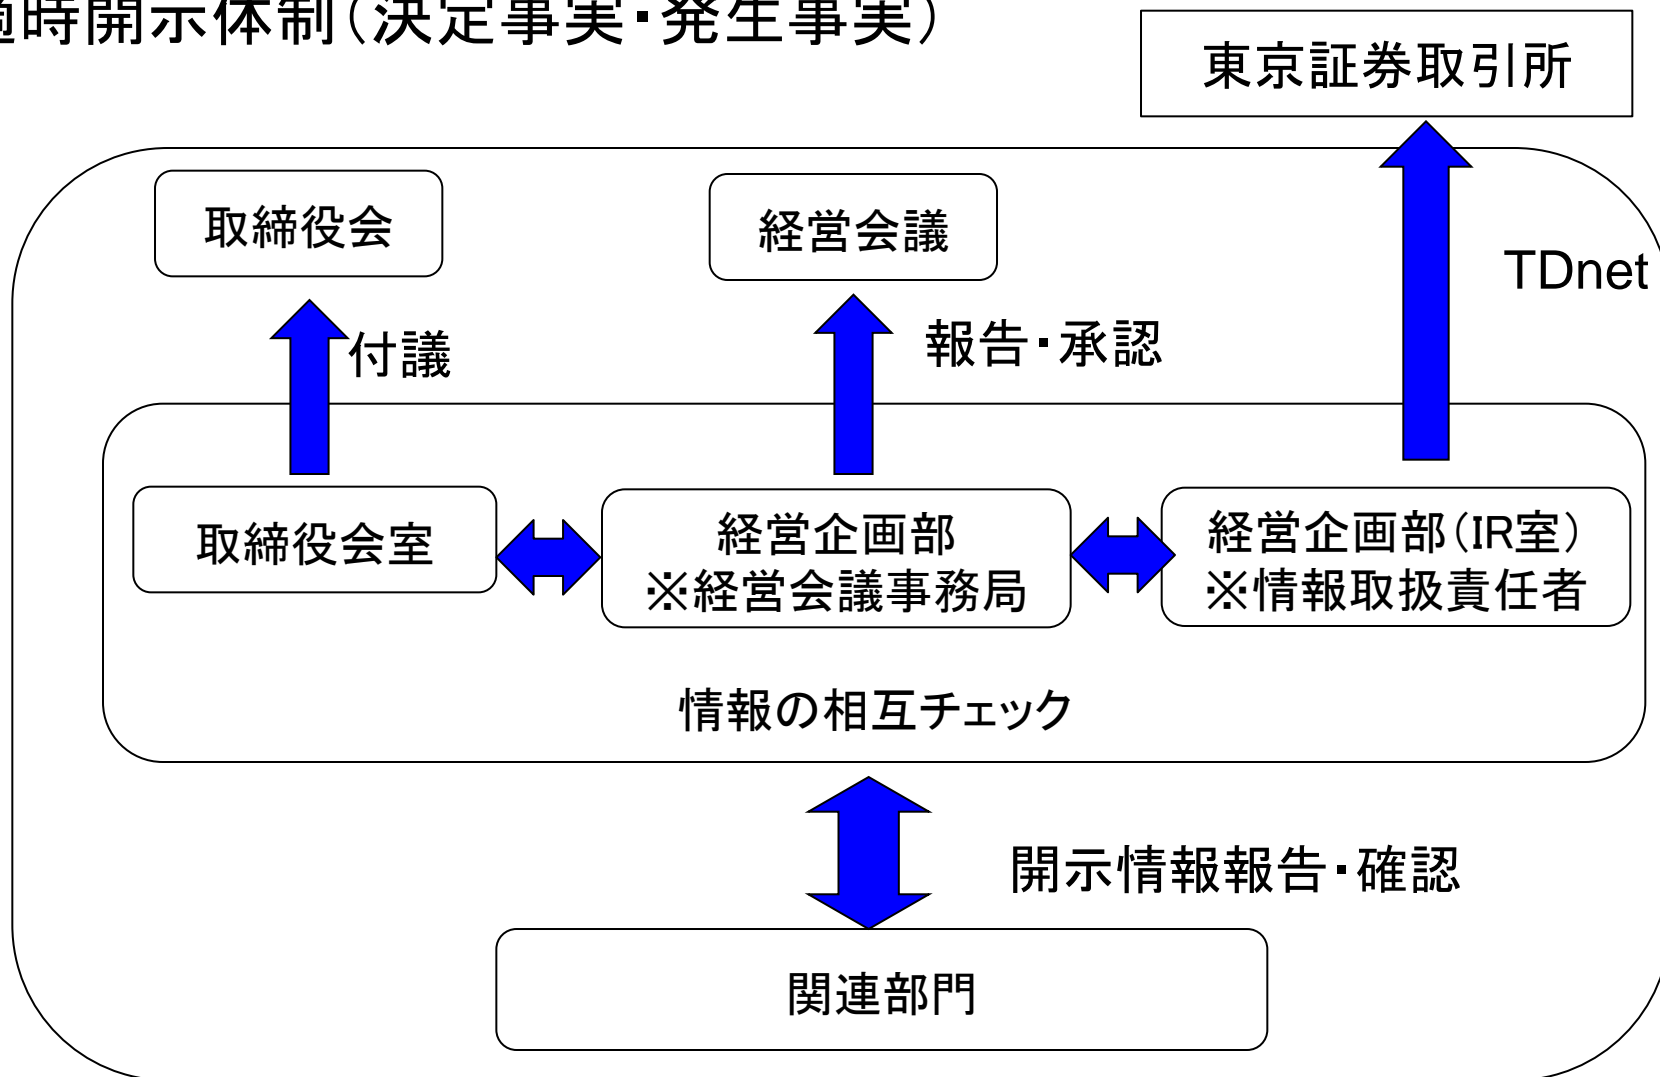 適時開示体制（決定事実・発生事実）
東京証券取引所
取締役会
経営会議
TDnet
付議
報告・承認
取締役会室
経営企画部
※経営会議事務局
経営企画部（IR室）
※情報取扱責任者
情報の相互チェック
開示情報報告・確認
関連部門